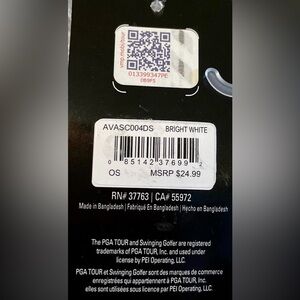 013399347PE
AVASC004DS BRIGHT WHITE
0 85142 37699 2
OS MSRP $24.99
RN# 37763 | CA# 55972
Made in Bangladesh | Fabriqué En Bangladesh | Hecho en Bangladesh
The PGA TOUR and Swinging Golfer are registered
trademarks of PGA TOUR, Inc. and used under
license by PEI Operating, LLC.
PGA TOUR et Swinging Golfer sont des marques de commerce
enregistrées qui appartiennent à PGA TOUR, Inc.
elles sont utilisées sous licence par PEI Operating, LLC.